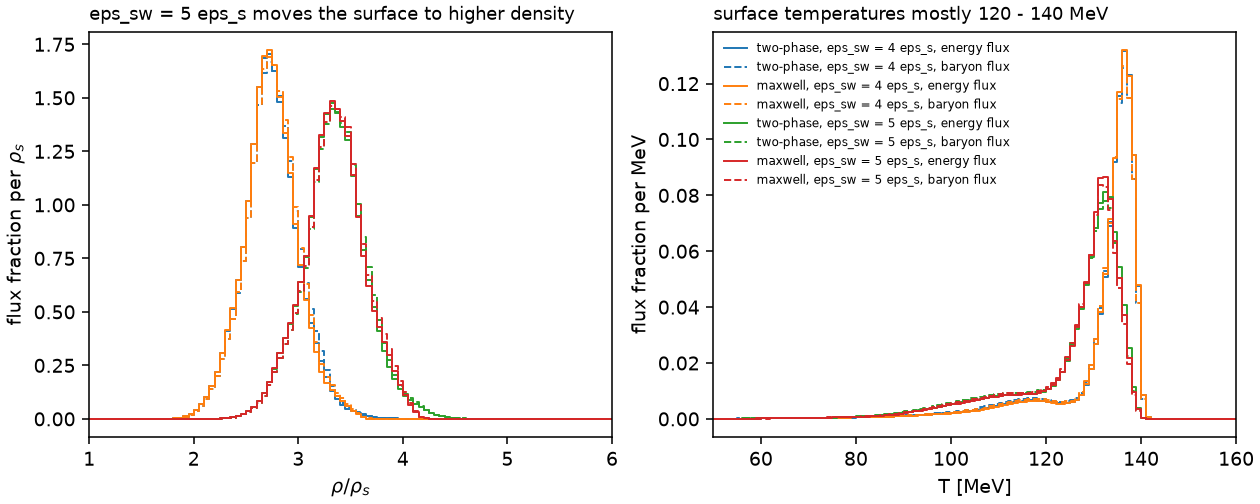 eps_sw = 5 eps_s moves the surface to higher density
flux fraction per ρ_s
1.75
1.50
1.25
1.00
0.75
0.50
0.25
0.00
1
2
3
4
5
6
ρ/ρ_s
surface temperatures mostly 120 - 140 MeV
flux fraction per MeV
0.12
0.10
0.08
0.06
0.04
0.02
0.00
two-phase, eps_sw = 4 eps_s, energy flux
two-phase, eps_sw = 4 eps_s, baryon flux
maxwell, eps_sw = 4 eps_s, energy flux
maxwell, eps_sw = 4 eps_s, baryon flux
two-phase, eps_sw = 5 eps_s, energy flux
two-phase, eps_sw = 5 eps_s, baryon flux
maxwell, eps_sw = 5 eps_s, energy flux
maxwell, eps_sw = 5 eps_s, baryon flux
60
80
100
120
140
160
T [MeV]